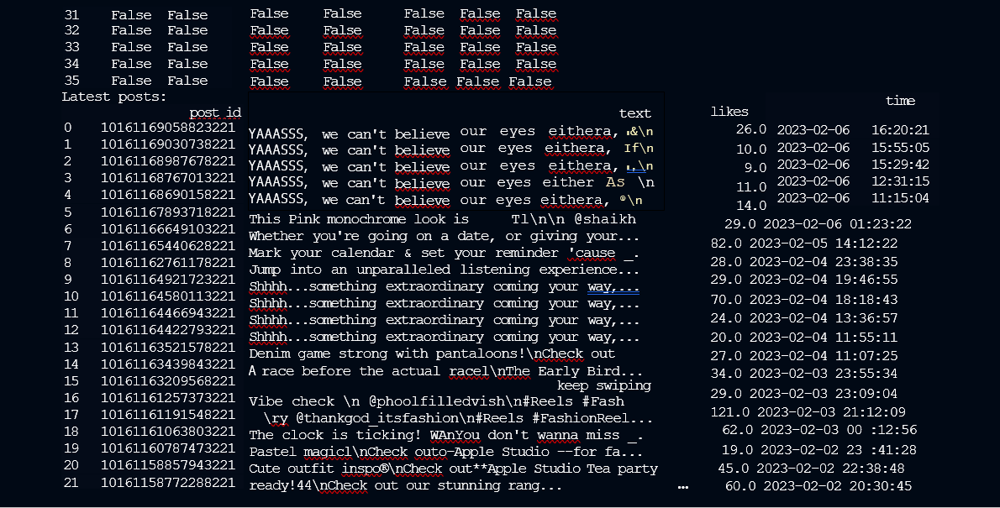 31 False False False False False False False
32 False False False False False False False
33 False False False False False False False
34 False False False False False False False
35 False False False False False False False
Latest posts:
post id text likes time
0 10161169058823221 YAAASSS, we can't believe our eyes eithera, &\n 26.0 2023-02-06 16:20:21
1 10161169030738221 YAAASSS, we can't believe our eyes eithera, If\n 10.0 2023-02-06 15:55:05
2 10161168987678221 YAAASSS, we can't believe our eyes eithera, \n 9.0 2023-02-06 15:29:42
3 10161168767013221 YAAASSS, we can't believe our eyes either As \n 11.0 2023-02-06 12:31:15
4 10161168690158221 YAAASSS, we can't believe our eyes eithera, ®\n 14.0 2023-02-06 11:15:04
5 10161167893718221 This Pink monochrome look is Tl\n\n @shaikh 29.0 2023-02-06 01:23:22
6 10161166649103221 Whether you're going on a date, or giving your... 82.0 2023-02-05 14:12:22
7 10161165440628221 Mark your calendar & set your reminder 'cause _. 28.0 2023-02-04 23:38:35
8 10161162761178221 Jump into an unparalleled listening experience... 29.0 2023-02-04 19:46:55
9 10161164921723221 Shhhh...something extraordinary coming your way,... 70.0 2023-02-04 18:18:43
10 10161164580113221 Shhhh...something extraordinary coming your way,... 24.0 2023-02-04 13:36:57
11 10161164466943221 Shhhh...something extraordinary coming your way,... 20.0 2023-02-04 11:55:11
12 10161164422793221 Shhhh...something extraordinary coming your way,... 27.0 2023-02-04 11:07:25
13 10161163521578221 Denim game strong with pantaloons!\nCheck out 34.0 2023-02-03 23:55:34
14 10161163439843221 A race before the actual racel\nThe Early Bird... 29.0 2023-02-03 23:09:04
15 10161163209568221 keep swiping
16 10161161257373221 Vibe check \n @phoolfilledvish\n#Reels #Fash 121.0 2023-02-03 21:12:09
17 10161161191548221 \ry @thankgod_itsfashion\n#Reels #FashionReel... 62.0 2023-02-03 00 :12:56
18 10161161063803221 The clock is ticking! WAnYou don't wanna miss _. 19.0 2023-02-02 23 :41:28
19 10161160787473221 Pastel magicl\nCheck outo-Apple Studio --for fa...
20 10161158857943221 Cute outfit inspo®\nCheck out**Apple Studio Tea party 45.0 2023-02-02 22:38:48
21 10161158772288221 ready!44\nCheck out our stunning rang... ... 60.0 2023-02-02 20:30:45